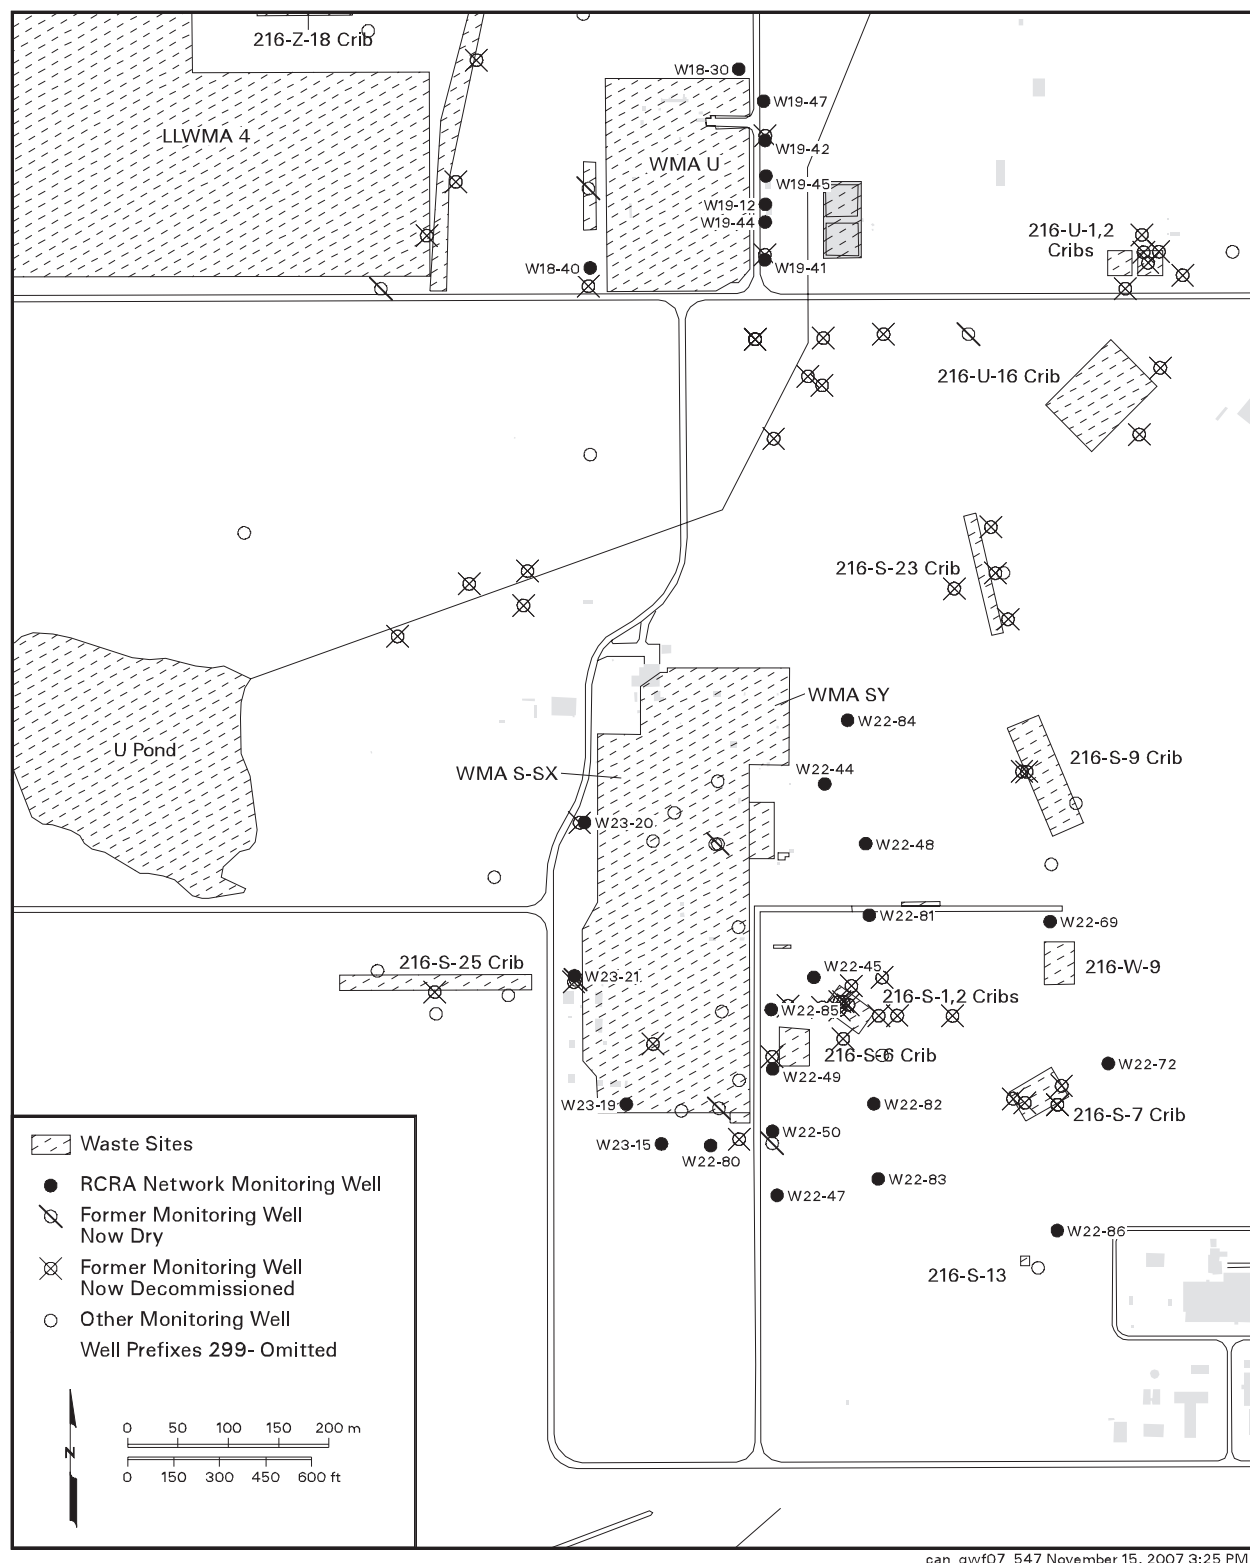 216-Z-18 Crib
W18-30
W19-47
LLWMA 4
WMA U
W19-42
W19-45
W19-12
W19-44
216-U-1,2
Cribs
W18-40
W19-41
216-U-16 Crib
216-S-23 Crib
WMA SY
W22-84
U Pond
WMA S-SX
W22-44
216-S-9 Crib
W23-20
W22-48
W22-81
W22-69
216-S-25 Crib
W23-21
W22-45
216-W-9
216-S-1,2 Cribs
W22-85
216-S-6 Crib
W22-49
W22-72
W23-19
W22-82
216-S-7 Crib
W22-50
W23-15
W22-80
W22-83
W22-47
W22-86
216-S-13
Waste Sites
RCRA Network Monitoring Well
Former Monitoring Well
Now Dry
Former Monitoring Well
Now Decommissioned
Other Monitoring Well
Well Prefixes 299- Omitted
0 50 100 150 200 m
N
0 150 300 450 600 ft
can_gwf07_547 November 15, 2007 3:25 PM